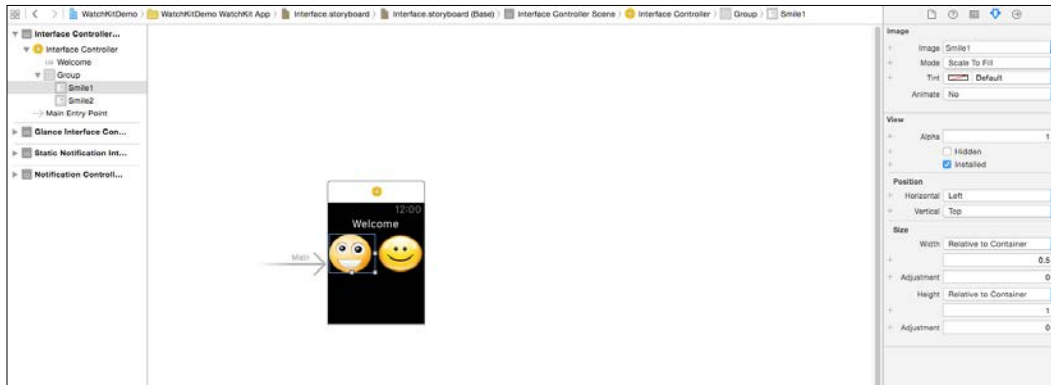 WatchKitDemo WatchKitDemo WatchKit App Interface.storyboard Interface.storyboard (Base) Interface Controller Scene Interface Controller Group Smile1
Interface Controller...
Interface Controller
Welcome
Group
Smile1
Smile2
Main Entry Point
Glance Interface Con...
Static Notification Int...
Notification Controll...
Main
12:00
Welcome
Image
Image Smile1
Mode Scale To Fill
Tint Default
Animate No
View
Alpha 1
Hidden
Installed
Position
Horizontal Left
Vertical Top
Size
Width Relative to Container
0.5
Adjustment 0
Height Relative to Container
1
Adjustment 0